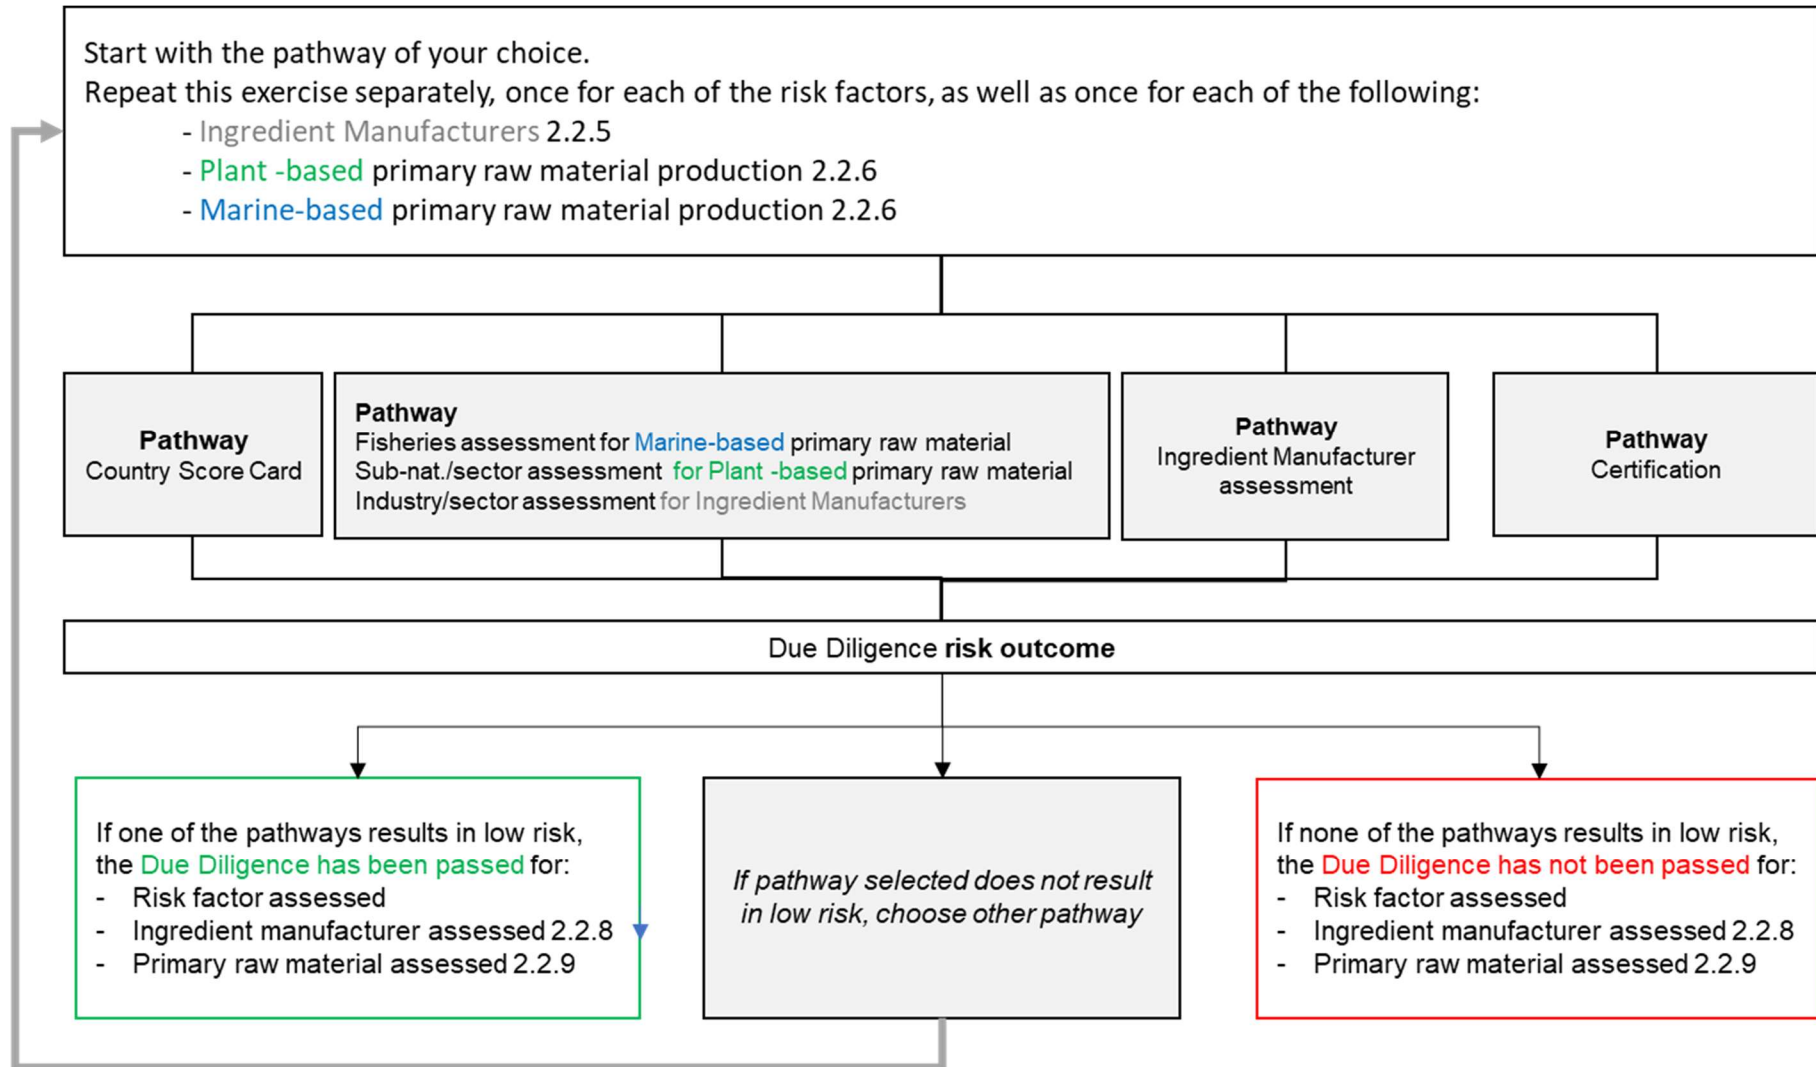 Start with the pathway of your choice.
Repeat this exercise separately, once for each of the risk factors, as well as once for each of the following:
- Ingredient Manufacturers 2.2.5
- Plant -based primary raw material production 2.2.6
- Marine-based primary raw material production 2.2.6
Pathway
Country Score Card
Pathway
Fisheries assessment for Marine-based primary raw material
Sub-nat./sector assessment for Plant -based primary raw material
Industry/sector assessment for Ingredient Manufacturers
Pathway
Ingredient Manufacturer
assessment
Pathway
Certification
Due Diligence risk outcome
If one of the pathways results in low risk,
the Due Diligence has been passed for:
- Risk factor assessed
- Ingredient manufacturer assessed 2.2.8
- Primary raw material assessed 2.2.9
If pathway selected does not result
in low risk, choose other pathway
If none of the pathways results in low risk,
the Due Diligence has not been passed for:
- Risk factor assessed
- Ingredient manufacturer assessed 2.2.8
- Primary raw material assessed 2.2.9